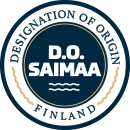 DESIGNATION OF ORIGIN
D.O.
SAIMAA
FINLAND